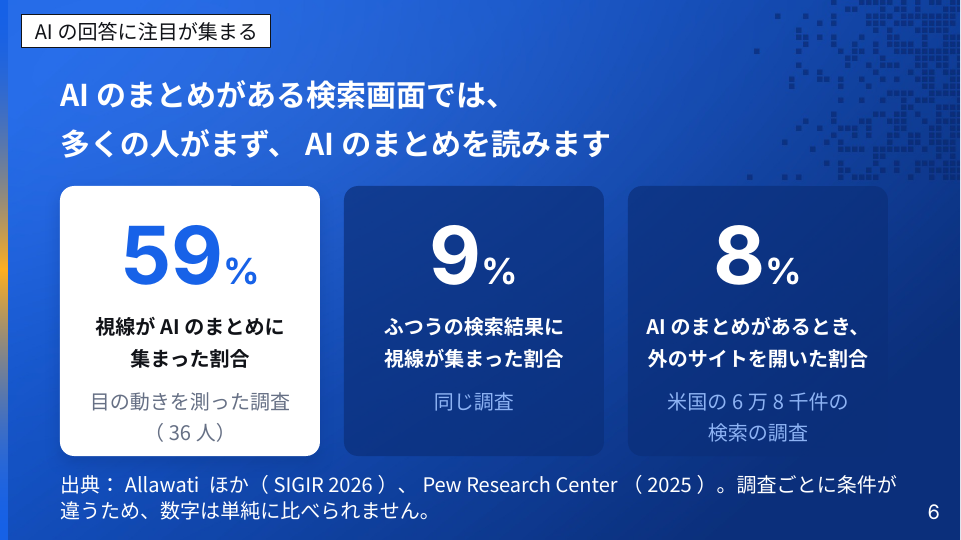 AI の回答に注目が集まる
AI のまとめがある検索画面では、
多くの人がまず、 AI のまとめを読みます
59%
視線が AI のまとめに
集まった割合
目の動きを測った調査
（ 36 人）
9%
ふつうの検索結果に
視線が集まった割合
同じ調査
8%
AI のまとめがあるとき、
外のサイトを開いた割合
米国の 6 万 8 千件の
検索の調査
出典： Allawati ほか（ SIGIR 2026 ）、 Pew Research Center （ 2025 ）。調査ごとに条件が
違うため、数字は単純に比べられません。
6